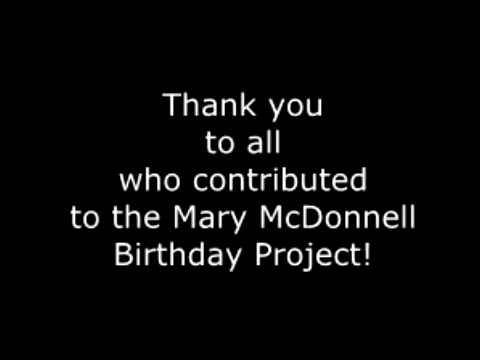 Thank you
to all
who contributed
to the Mary McDonnell
Birthday Project!